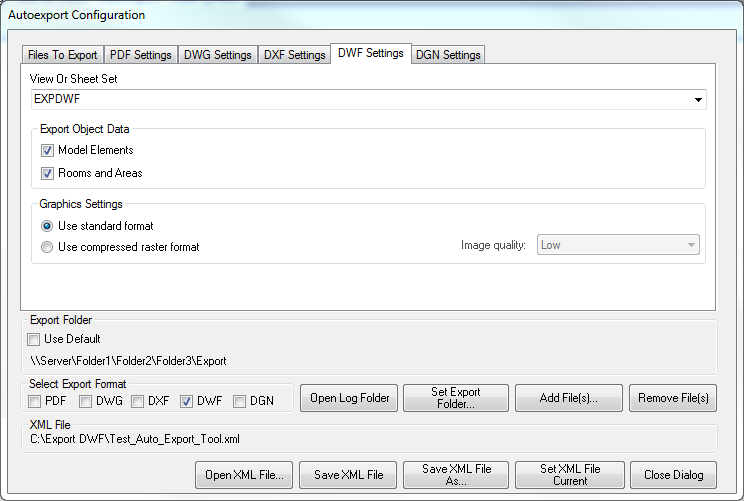 Autoexport Configuration
Files To Export PDF Settings DWG Settings DXF Settings DWF Settings DGN Settings
View Or Sheet Set
EXPDWF
Export Object Data
Model Elements
Rooms and Areas
Graphics Settings
Use standard format
Use compressed raster format Image quality: Low
Export Folder
Use Default
\\Server\Folder1\Folder2\Folder3\Export
Select Export Format
PDF DWG DXF DWF DGN Open Log Folder Set Export Folder... Add File(s)... Remove File(s)
XML File
C:\Export DWF\Test_Auto_Export_Tool.xml
Open XML File... Save XML File Save XML File As... Set XML File Current Close Dialog